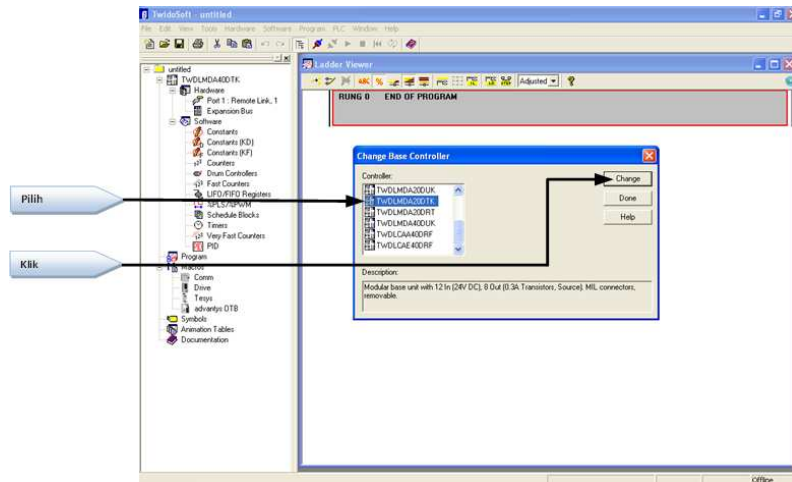 TwidoSoft - untitled
File Edit View Tools Hardware Software Program PLC Window Help
untitled
TWDLMDA40DTK
Hardware
Port 1 : Remote Link, 1
Expansion Bus
Software
Constants
Constants (KD)
Constants (KF)
Counters
Drum Controllers
Fast Counters
LIFO/FIFO Registers
%PLS/%PWM
Schedule Blocks
Timers
Very Fast Counters
PID
Program
Macros
Comm
Drive
Tesys
advantys OTB
Symbols
Animation Tables
Documentation
Pilih
Klik
Ladder Viewer
Adjusted
RUNG 0 END OF PROGRAM
Change Base Controller
Controller:
TWDLMDA20DUK
TWDLMDA20DTK
TWDLMDA20DRT
TWDLMDA40DUK
TWDLCAA40DRF
TWDLCAE40DRF
Change
Done
Help
Description:
Modular base unit with 12 In (24V DC), 8 Out (0.3A Transistors, Source). MIL connectors,
removable.
Offline